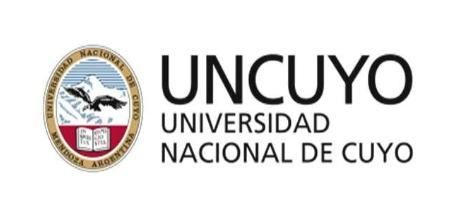 UNIVERSIDAD NACIONAL DE CUYO
MENDOZA ARGENTINA
UNCUYO
UNIVERSIDAD
NACIONAL DE CUYO